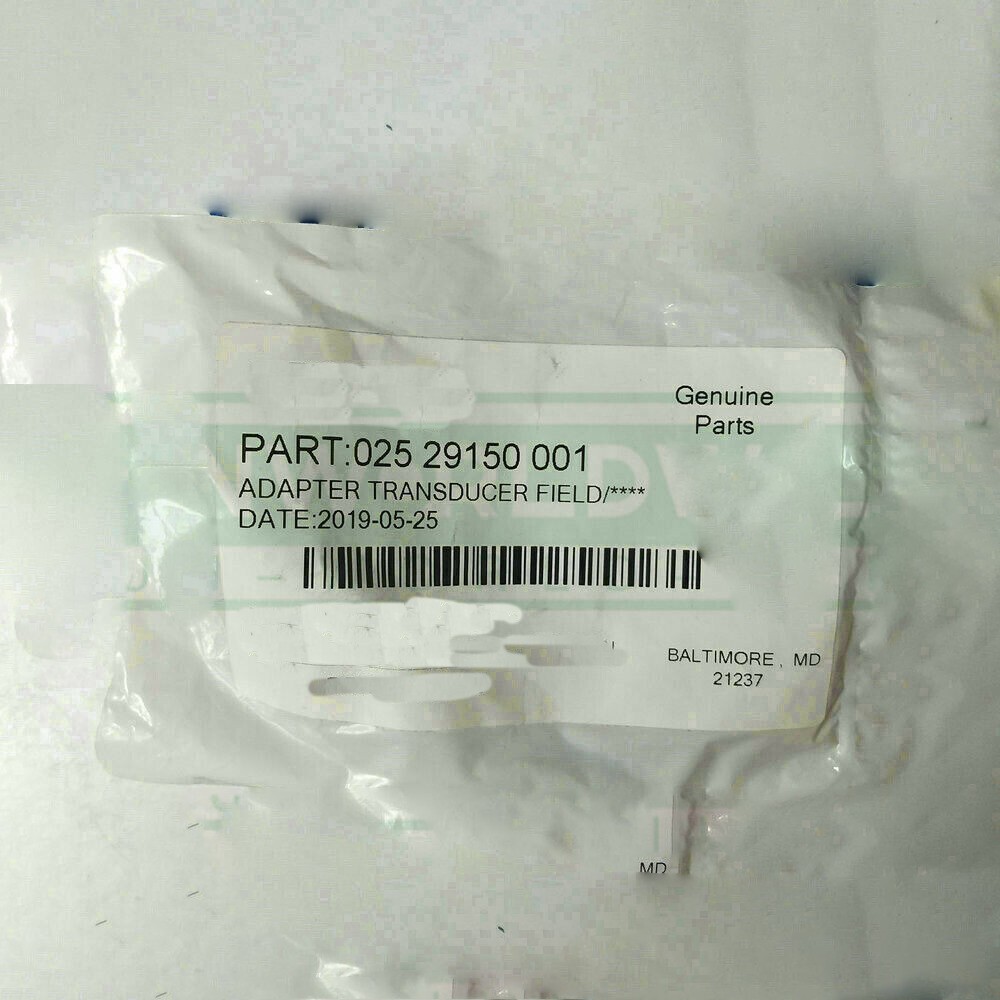 Genuine
Parts
PART:025 29150 001
ADAPTER TRANSDUCER FIELD/****
DATE:2019-05-25
BALTIMORE, MD
21237
MD